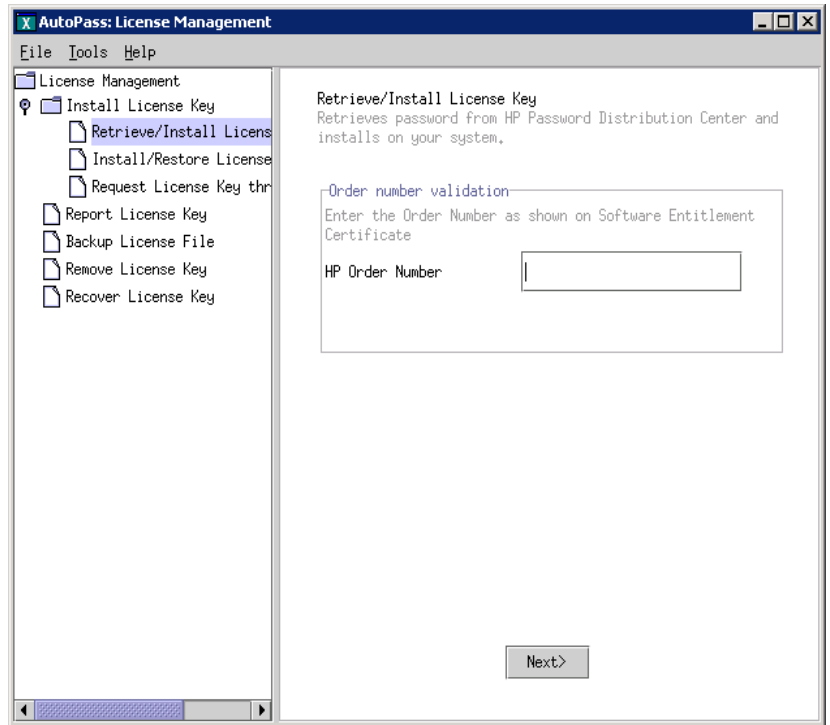 X AutoPass: License Management
File Tools Help
License Management
Install License Key
Retrieve/Install Licens
Install/Restore License
Request License Key thr
Report License Key
Backup License File
Remove License Key
Recover License Key
Retrieve/Install License Key
Retrieves password from HP Password Distribution Center and
installs on your system.
Order number validation
Enter the Order Number as shown on Software Entitlement
Certificate
HP Order Number
Next>